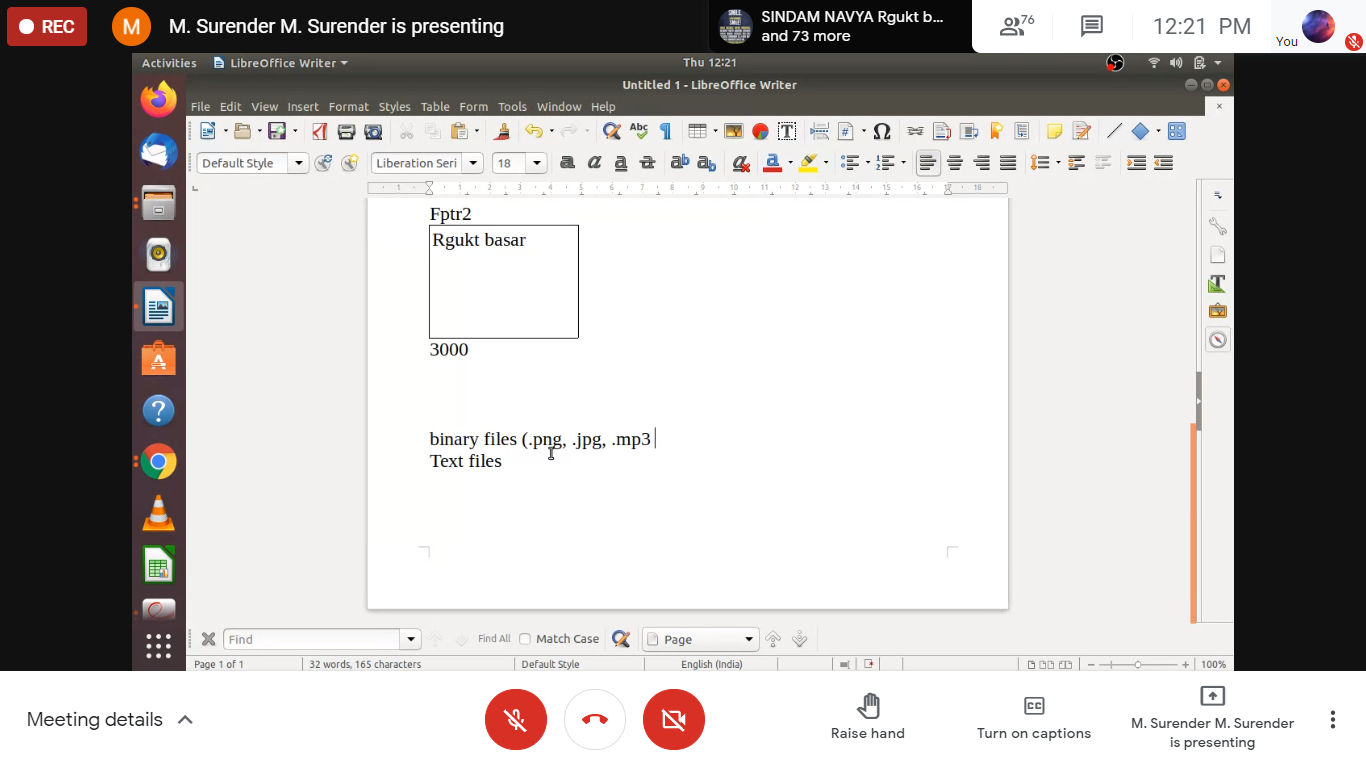 REC
M
M. Surender M. Surender is presenting
SINDAM NAVYA Rgukt b...
and 73 more
76
12:21 PM
You
Activities
LibreOffice Writer
Thu 12:21
Untitled 1 - LibreOffice Writer
File Edit View Insert Format Styles Table Form Tools Window Help
Default Style
Liberation Seri
18
Fptr2
Rgukt basar
3000
binary files (.png, .jpg, .mp3
Text files
Find
Find All
Match Case
Page
Page 1 of 1
32 words, 165 characters
Default Style
English (India)
100%
Meeting details
Raise hand
Turn on captions
M. Surender M. Surender
is presenting